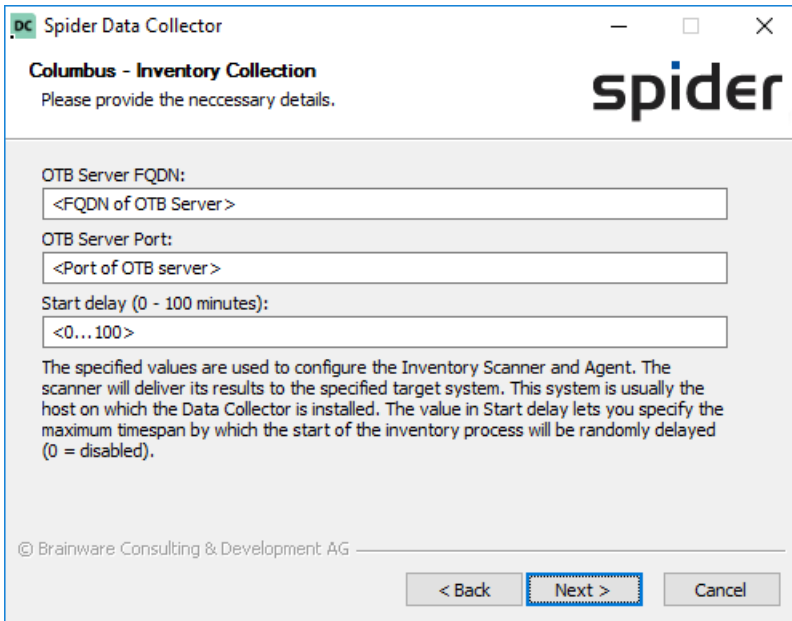 DC Spider Data Collector
Columbus - Inventory Collection
Please provide the neccessary details.
spider
OTB Server FQDN:
<FQDN of OTB Server>
OTB Server Port:
<Port of OTB server>
Start delay (0 - 100 minutes):
<0...100>
The specified values are used to configure the Inventory Scanner and Agent. The
scanner will deliver its results to the specified target system. This system is usually the
host on which the Data Collector is installed. The value in Start delay lets you specify the
maximum timespan by which the start of the inventory process will be randomly delayed
(0 = disabled).
© Brainware Consulting & Development AG
< Back Next > Cancel